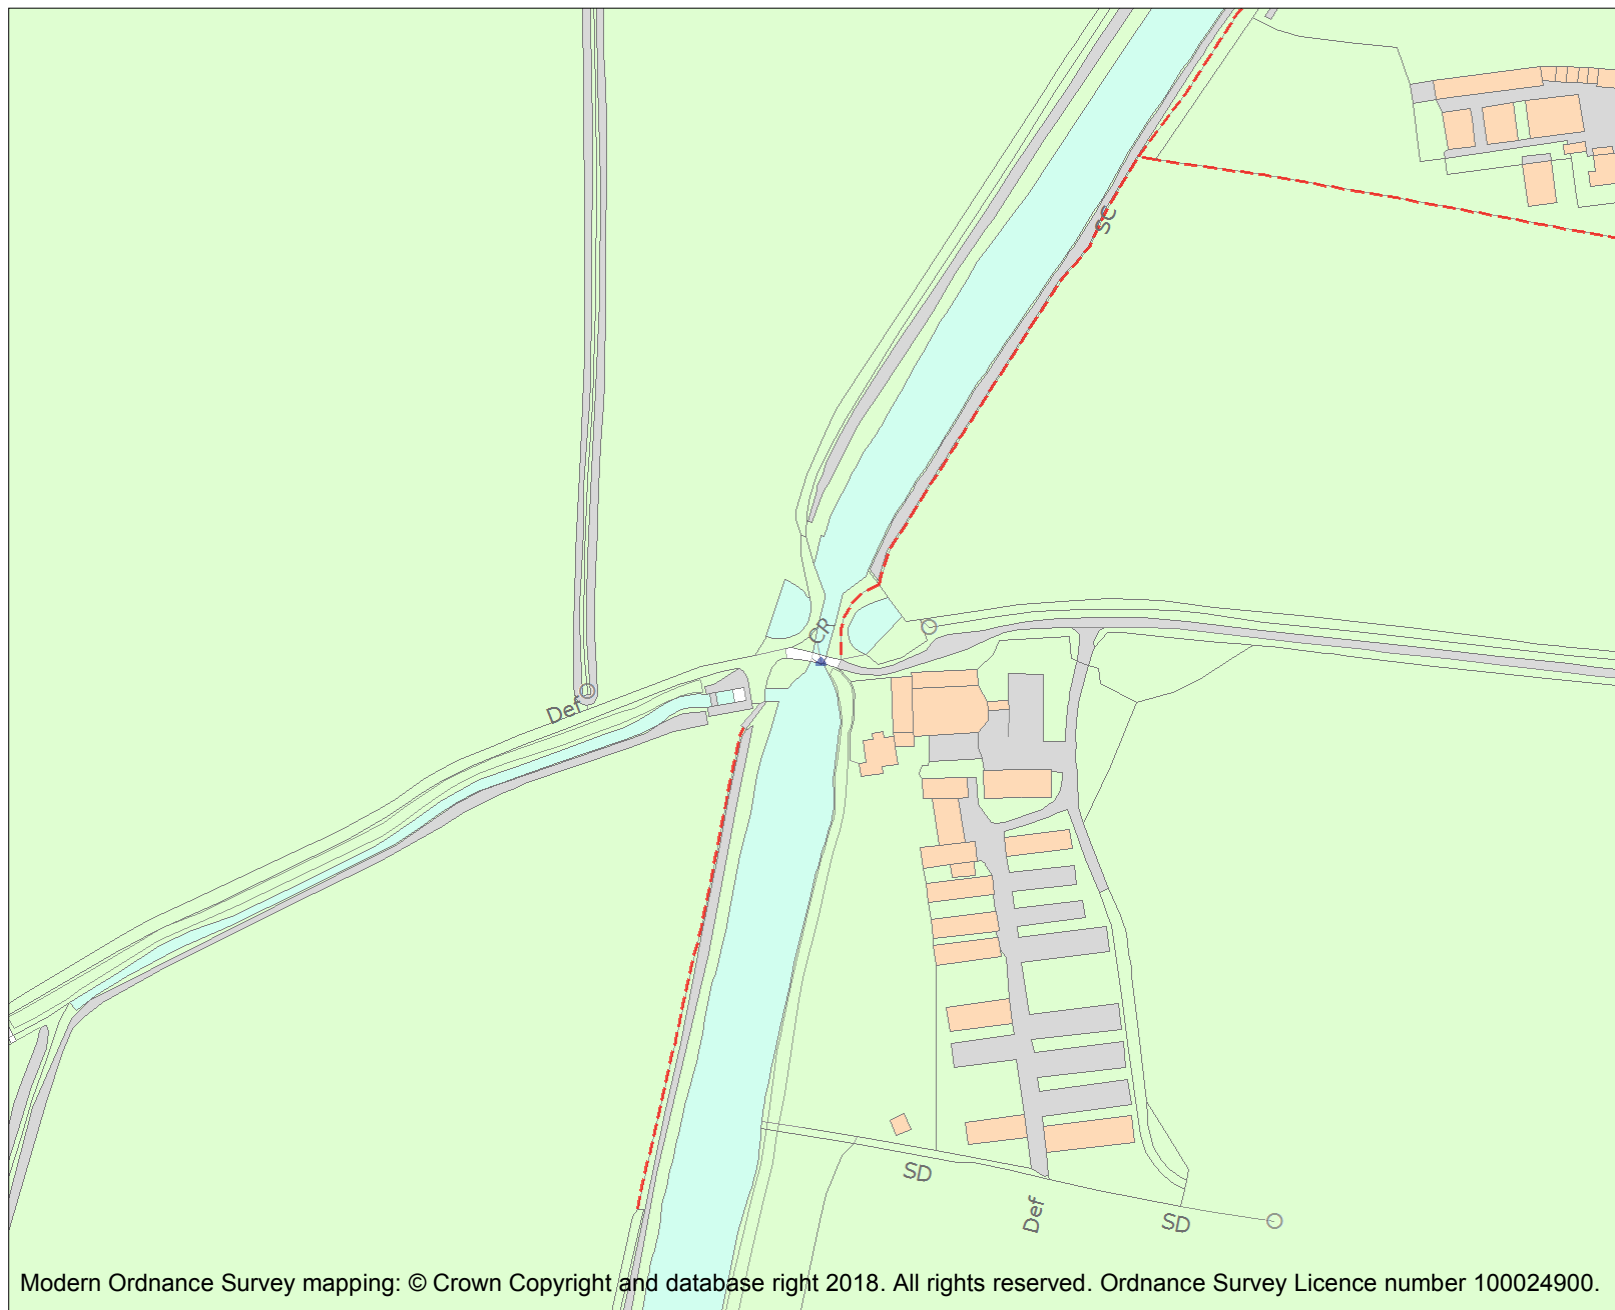 SC
CR
Def
SD
Def
SD
Modern Ordnance Survey mapping: © Crown Copyright and database right 2018. All rights reserved. Ordnance Survey Licence number 100024900.